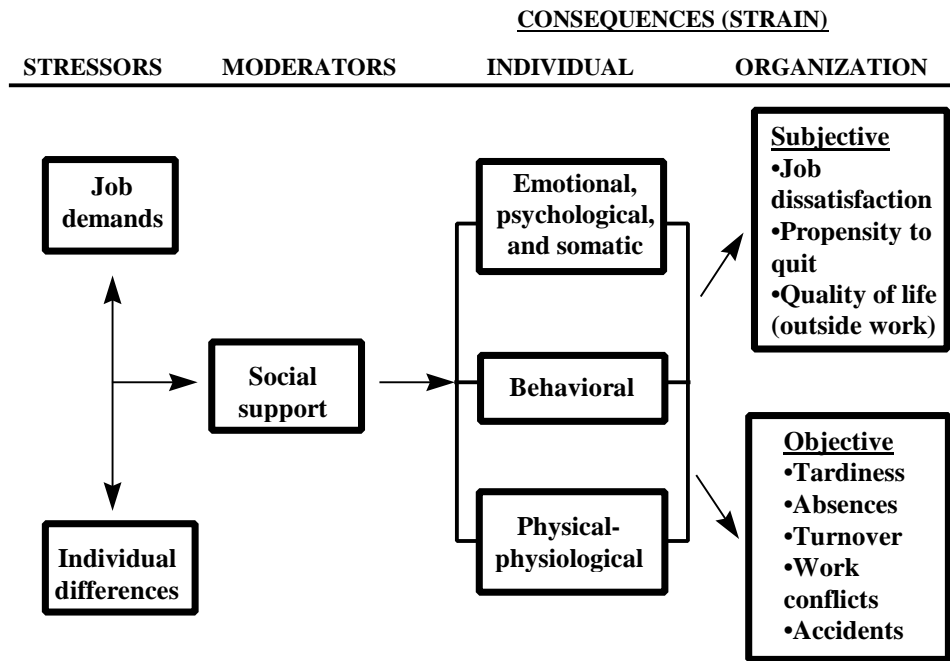 CONSEQUENCES (STRAIN)
STRESSORS MODERATORS INDIVIDUAL ORGANIZATION
Job
demands
Individual
differences
Social
support
Emotional,
psychological,
and somatic
Behavioral
Physical-
physiological
Subjective
•Job
dissatisfaction
•Propensity to
quit
•Quality of life
(outside work)
Objective
•Tardiness
•Absences
•Turnover
•Work
conflicts
•Accidents